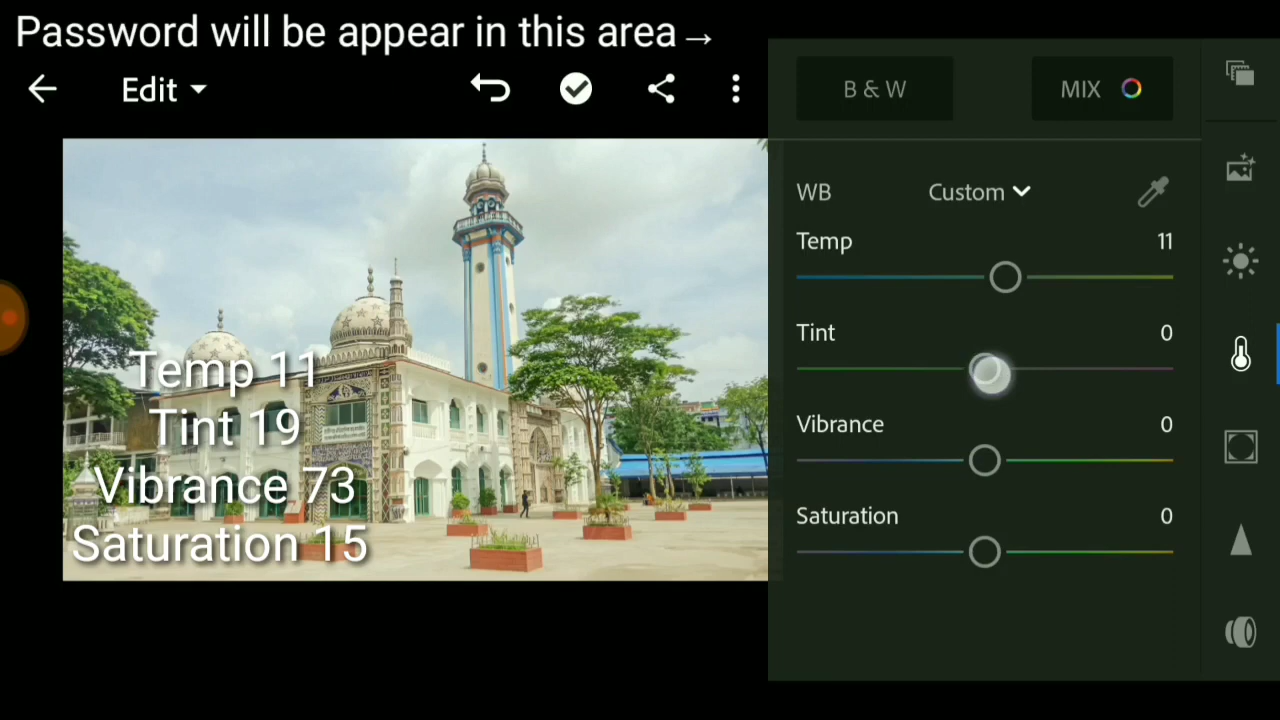 Password will be appear in this area→
Edit
B & W
MIX
WB
Custom
Temp
11
Tint
0
Vibrance
0
Saturation
0
Temp 11
Tint 19
Vibrance 73
Saturation 15